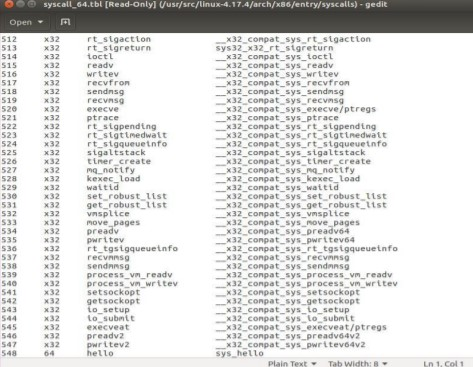 syscall_64.tbl [Read-Only] (/usr/src/linux-4.17.4/arch/x86/entry/syscalls) - gedit
Open
512 x32 rt_sigaction __x32_compat_sys_rt_sigaction
513 x32 rt_sigreturn sys32_x32_rt_sigreturn
514 x32 ioctl __x32_compat_sys_ioctl
515 x32 readv __x32_compat_sys_readv
516 x32 writev __x32_compat_sys_writev
517 x32 recvfrom __x32_compat_sys_recvfrom
518 x32 sendmsg __x32_compat_sys_sendmsg
519 x32 recvmsg __x32_compat_sys_recvmsg
520 x32 execve __x32_compat_sys_execve/ptregs
521 x32 ptrace __x32_compat_sys_ptrace
522 x32 rt_sigpending __x32_compat_sys_rt_sigpending
523 x32 rt_sigtimedwait __x32_compat_sys_rt_sigtimedwait
524 x32 rt_sigqueueinfo __x32_compat_sys_rt_sigqueueinfo
525 x32 sigaltstack __x32_compat_sys_sigaltstack
526 x32 timer_create __x32_compat_sys_timer_create
527 x32 mq_notify __x32_compat_sys_mq_notify
528 x32 kexec_load __x32_compat_sys_kexec_load
529 x32 waitid __x32_compat_sys_waitid
530 x32 set_robust_list __x32_compat_sys_set_robust_list
531 x32 get_robust_list __x32_compat_sys_get_robust_list
532 x32 vmsplice __x32_compat_sys_vmsplice
533 x32 move_pages __x32_compat_sys_move_pages
534 x32 preadv __x32_compat_sys_preadv64
535 x32 pwritev __x32_compat_sys_pwritev64
536 x32 rt_tgsigqueueinfo __x32_compat_sys_rt_tgsigqueueinfo
537 x32 recvmmsg __x32_compat_sys_recvmmsg
538 x32 sendmmsg __x32_compat_sys_sendmmsg
539 x32 process_vm_readv __x32_compat_sys_process_vm_readv
540 x32 process_vm_writev __x32_compat_sys_process_vm_writev
541 x32 setsockopt __x32_compat_sys_setsockopt
542 x32 getsockopt __x32_compat_sys_getsockopt
543 x32 io_setup __x32_compat_sys_io_setup
544 x32 io_submit __x32_compat_sys_io_submit
545 x32 execveat __x32_compat_sys_execveat/ptregs
546 x32 preadv2 __x32_compat_sys_preadv64v2
547 x32 pwritev2 __x32_compat_sys_pwritev64v2
548 64 hello sys_hello
Plain Text Tab Width: 8 Ln 1, Col 1